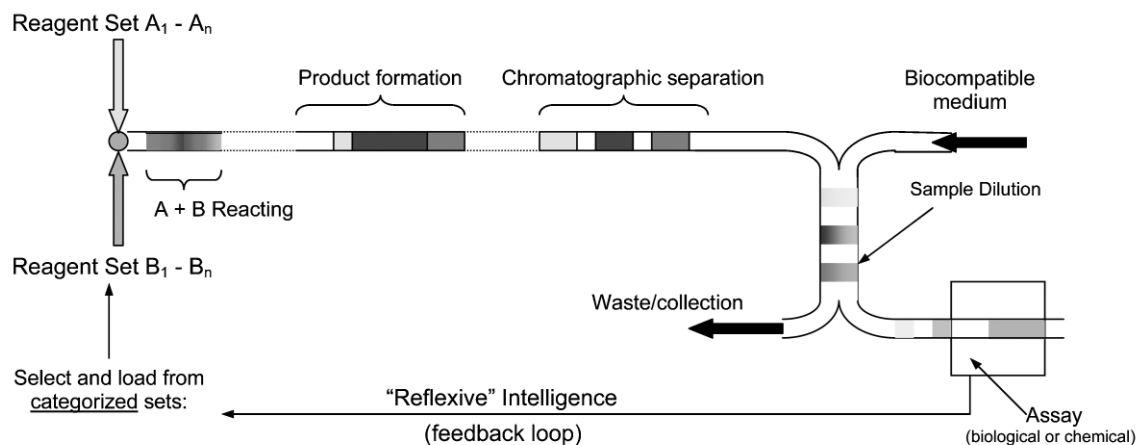 Reagent Set A₁ - Aₙ
Product formation
Chromatographic separation
Biocompatible
medium
A + B Reacting
Sample Dilution
Reagent Set B₁ - Bₙ
Waste/collection
Select and load from
categorized sets:
“Reflexive” Intelligence
(feedback loop)
Assay
(biological or chemical)